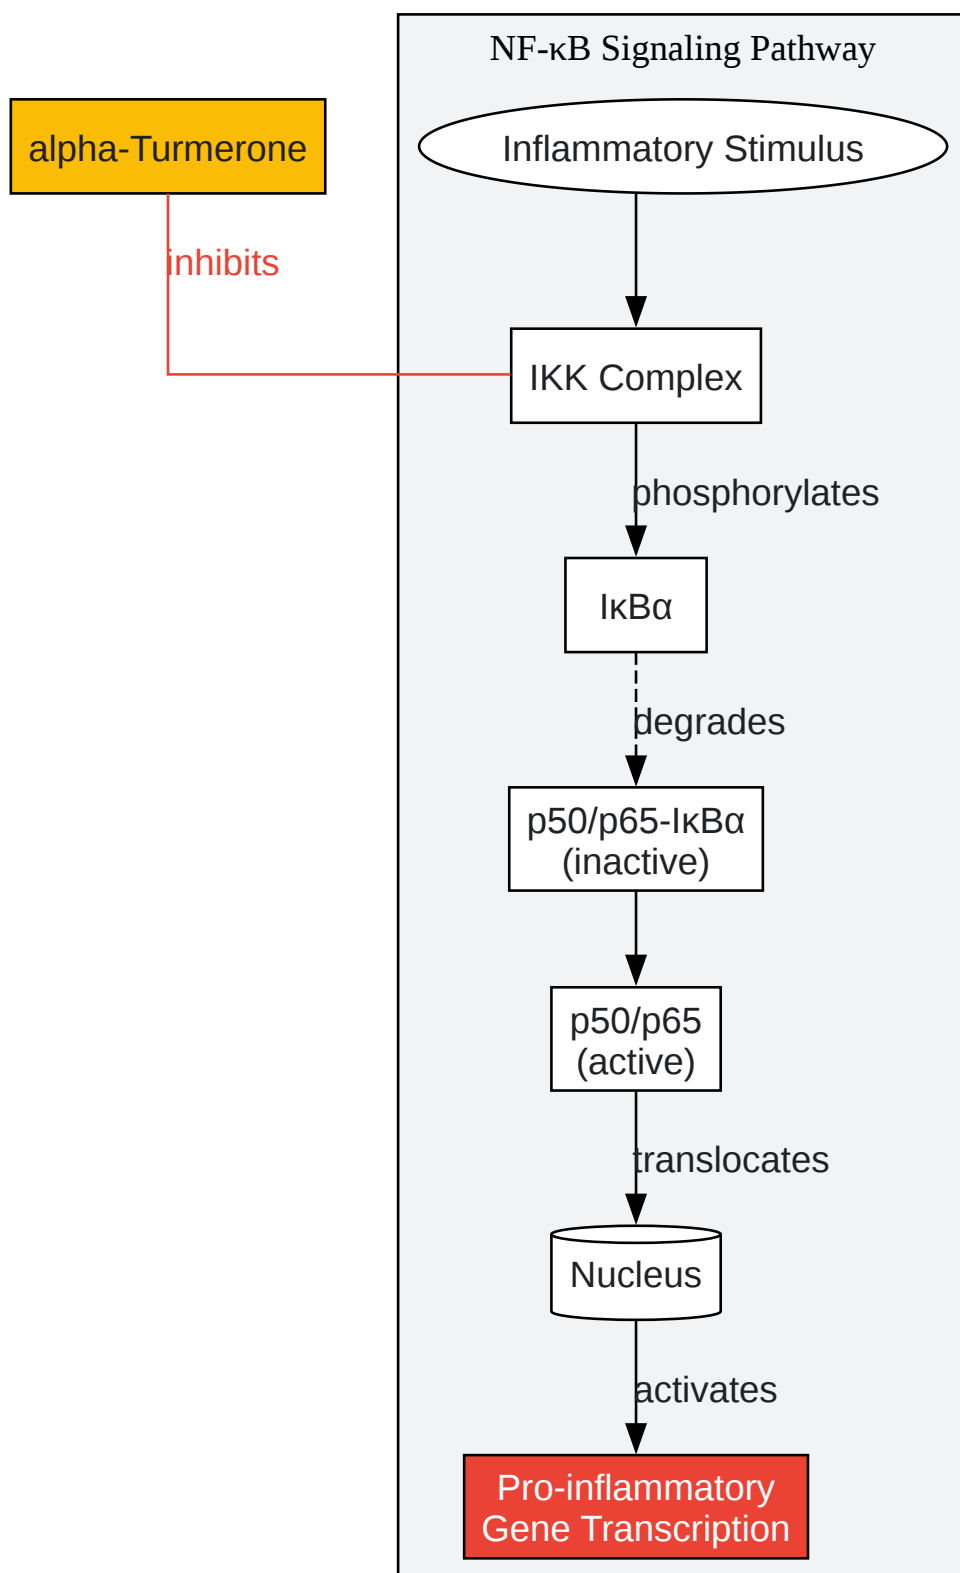 NF-κB Signaling Pathway
alpha-Turmerone
Inflammatory Stimulus
inhibits
IKK Complex
phosphorylates
IκBα
degrades
p50/p65-IκBα
(inactive)
p50/p65
(active)
translocates
Nucleus
activates
Pro-inflammatory
Gene Transcription